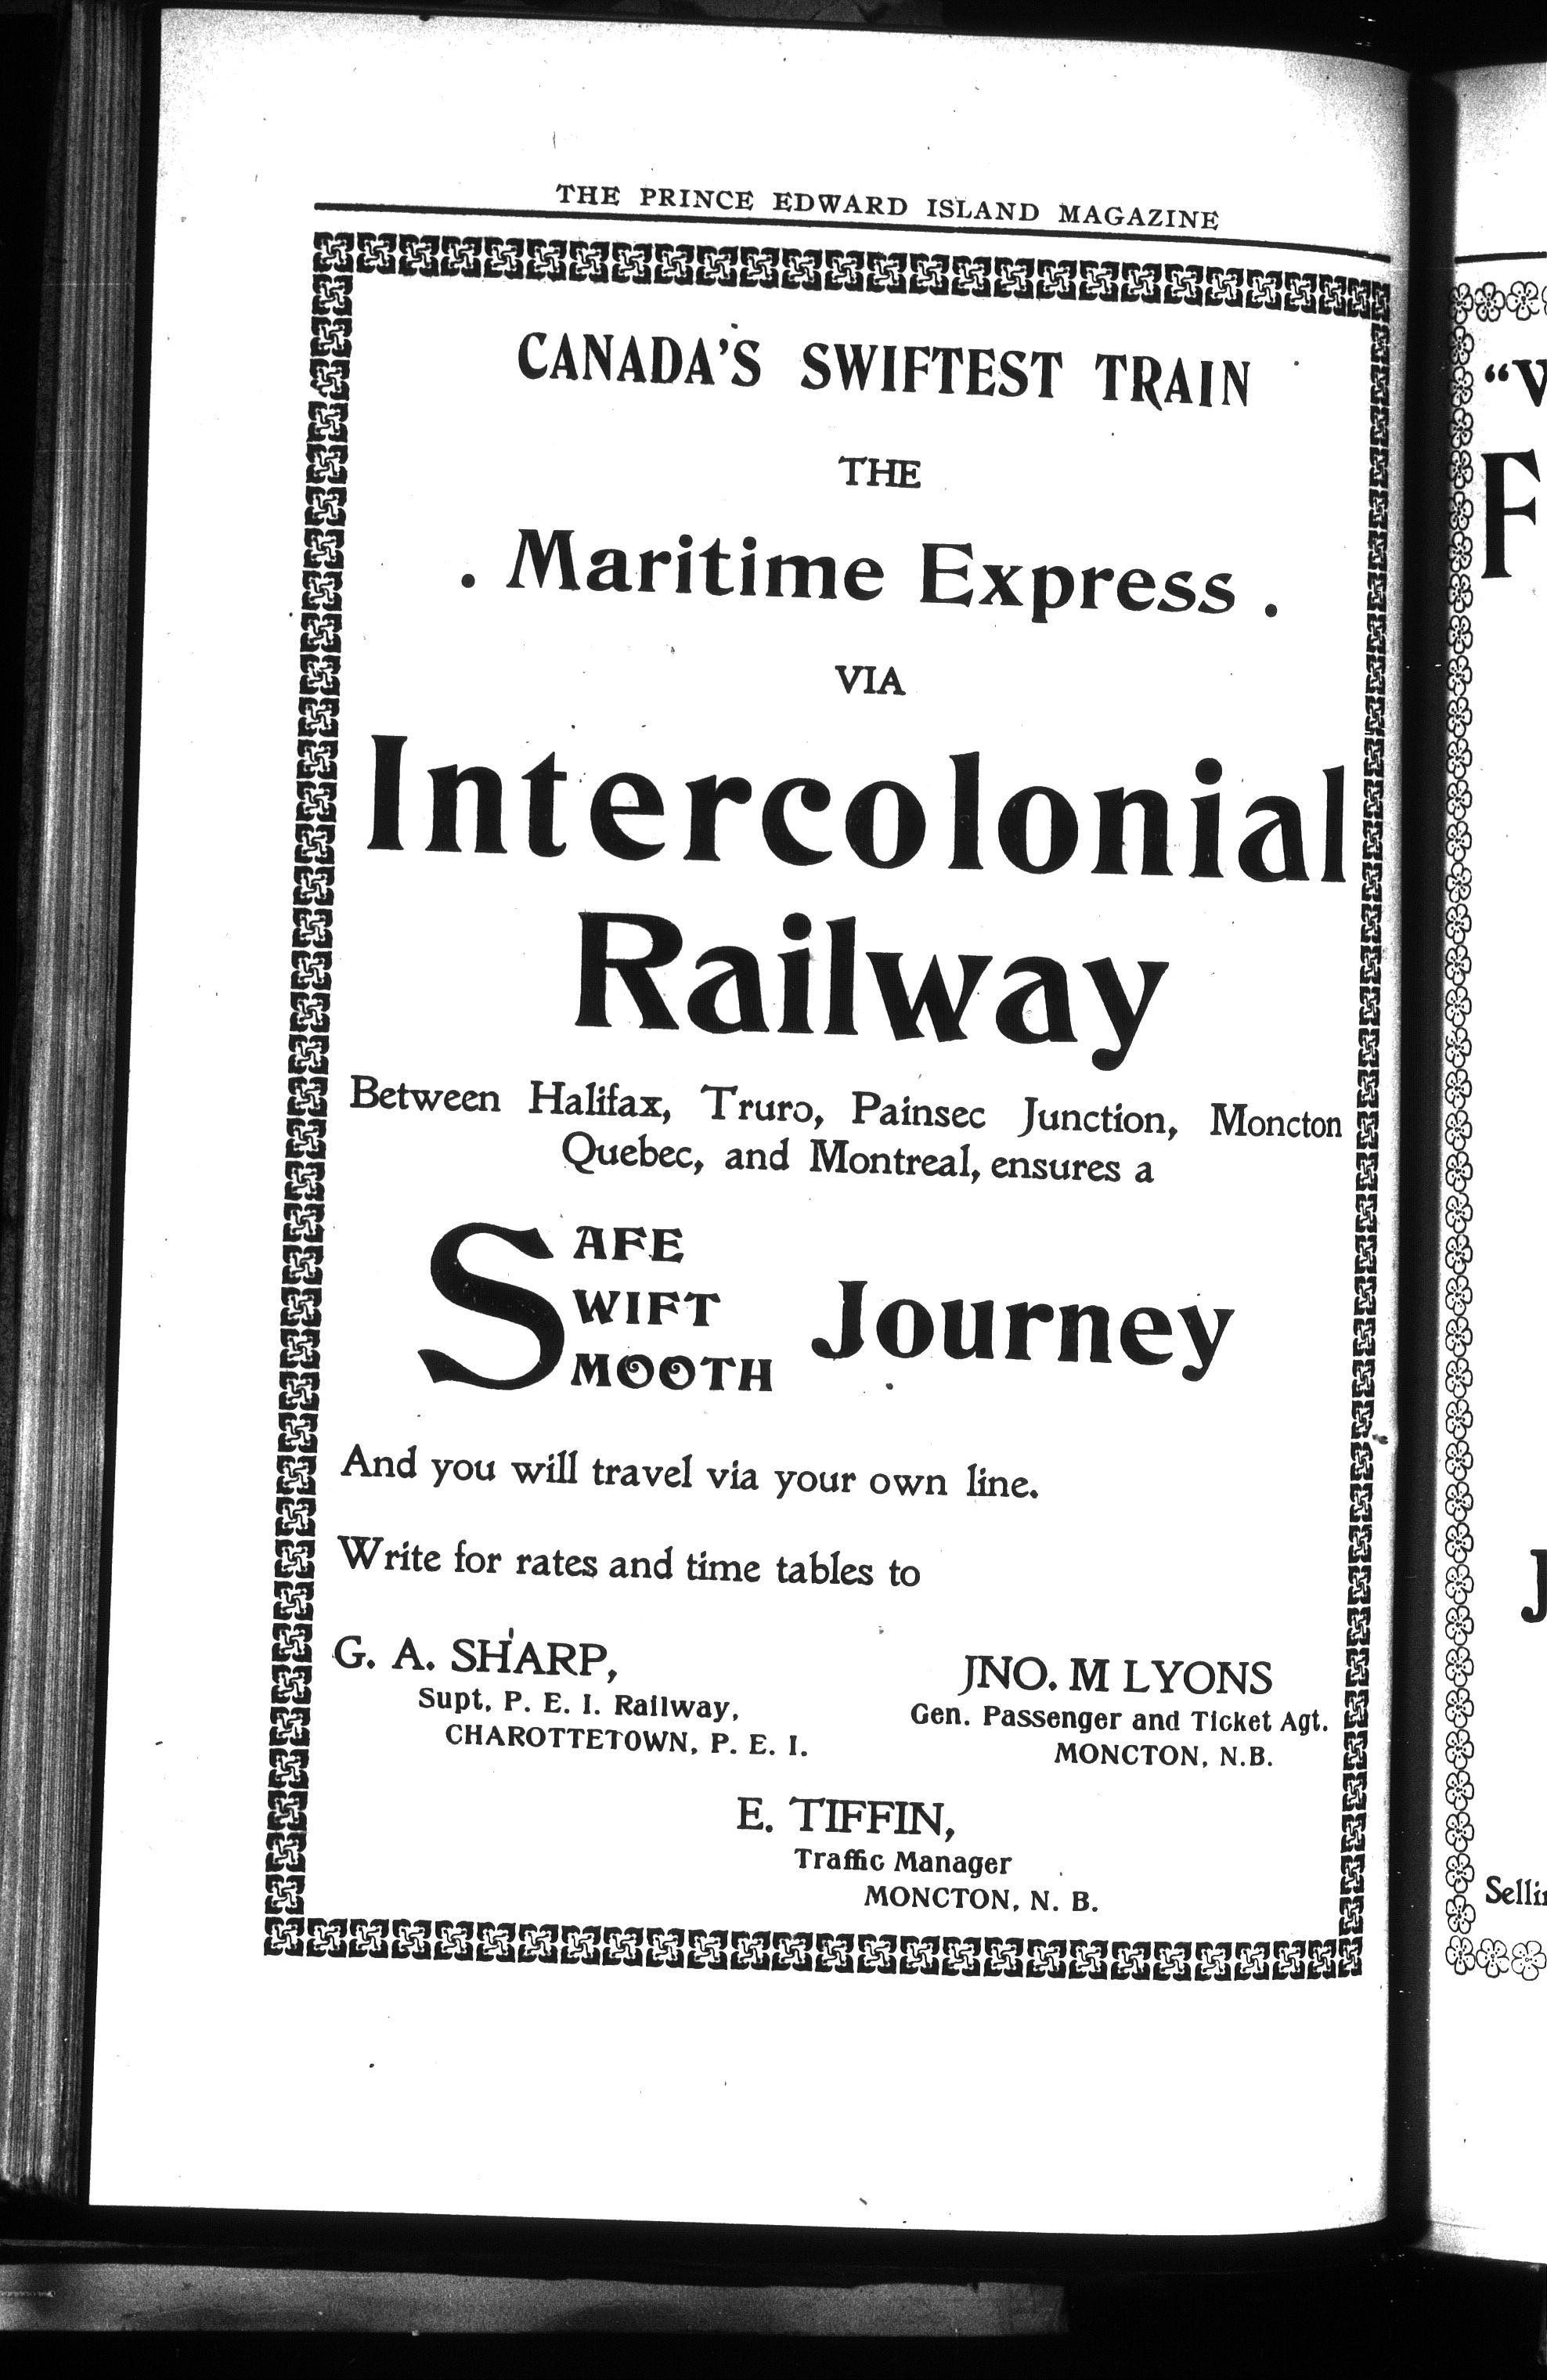 THE PRINCE EDWARD ISLAND MAGAZINE
CANADA'S SWIFTEST TRAIN
THE
. Maritime Express .
VIA
Intercolonial
Railway
Between Halifax, Truro, Painsec Junction, Moncton
Quebec, and Montreal, ensures a
SAFE
SWIFT
SMOOTH
Journey
And you will travel via your own line.
Write for rates and time tables to
G. A. SHARP,
Supt. P. E. I. Railway,
CHAROTTETOWN, P. E. I.
JNO. M LYONS
Gen. Passenger and Ticket Agt.
MONCTON, N.B.
E. TIFFIN,
Traffic Manager
MONCTON, N. B.